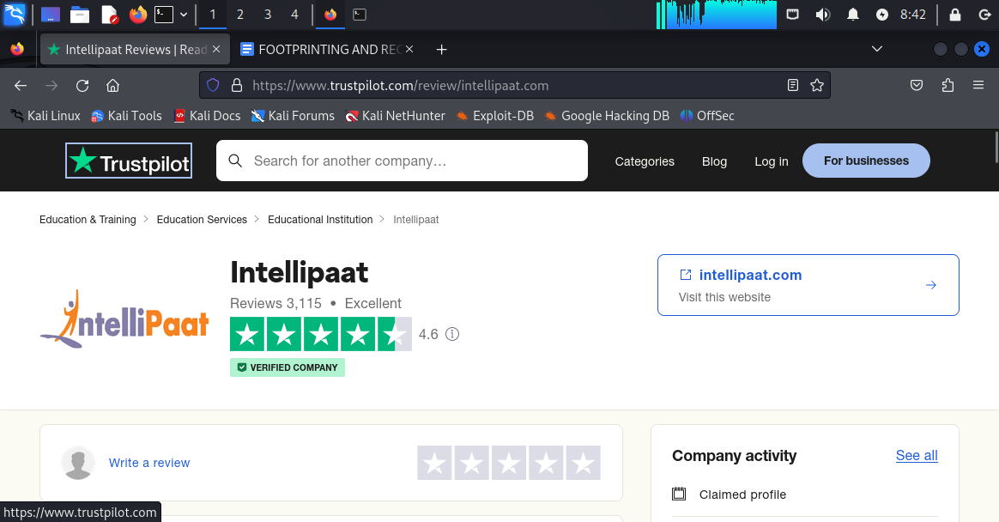 1 2 3 4 8:42
Intellipaat Reviews | Read
FOOTPRINTING AND REC
https://www.trustpilot.com/review/intellipaat.com
Kali Linux Kali Tools Kali Docs Kali Forums Kali NetHunter Exploit-DB Google Hacking DB OffSec
Trustpilot
Search for another company…
Categories Blog Log in For businesses
Education & Training > Education Services > Educational Institution > Intellipaat
IntelliPaat
Intellipaat
Reviews 3,115 • Excellent
4.6
VERIFIED COMPANY
intellipaat.com
Visit this website
Write a review
Company activity See all
Claimed profile
https://www.trustpilot.com